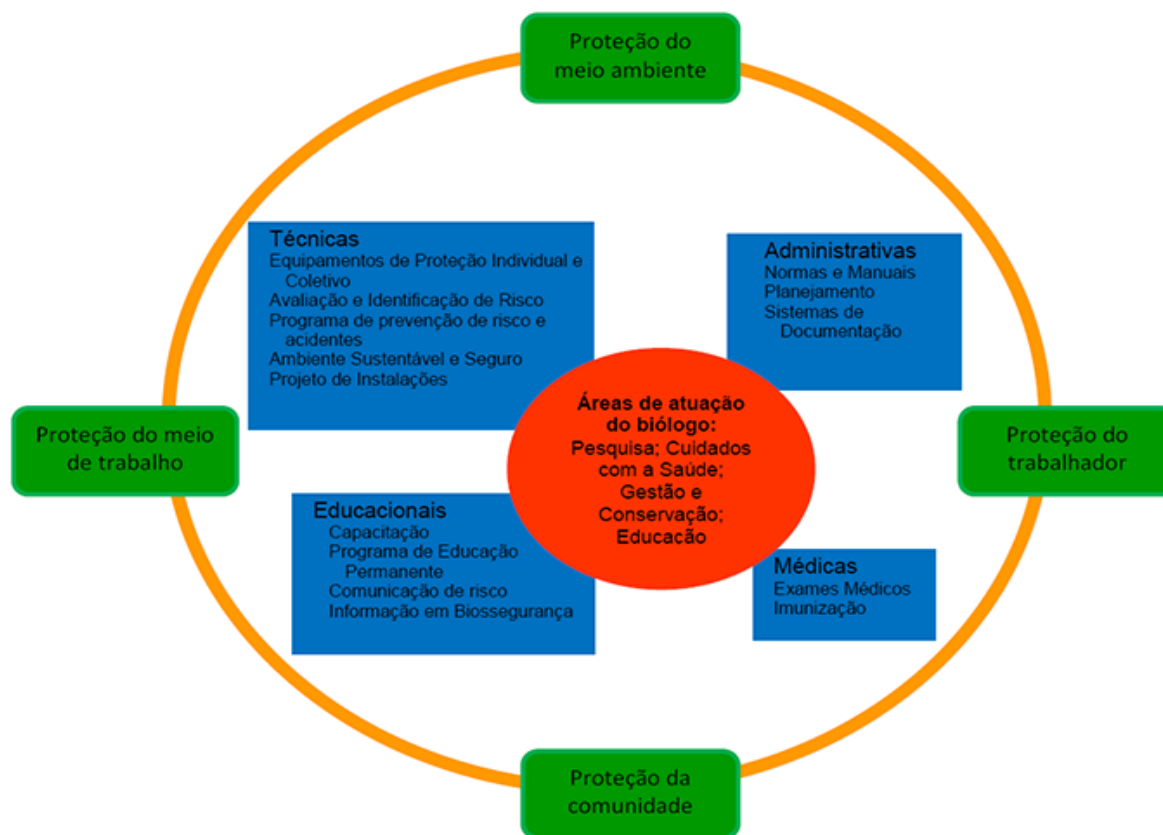 Proteção do
meio ambiente
Técnicas
Equipamentos de Proteção Individual e
Coletivo
Avaliação e Identificação de Risco
Programa de prevenção de risco e
acidentes
Ambiente Sustentável e Seguro
Projeto de Instalações
Administrativas
Normas e Manuais
Planejamento
Sistemas de
Documentação
Proteção do meio
de trabalho
Áreas de atuação
do biólogo:
Pesquisa; Cuidados
com a Saúde;
Gestão e
Conservação;
Educação
Proteção do
trabalhador
Educacionais
Capacitação
Programa de Educação
Permanente
Comunicação de risco
Informação em Biossegurança
Médicas
Exames Médicos
Imunização
Proteção da
comunidade